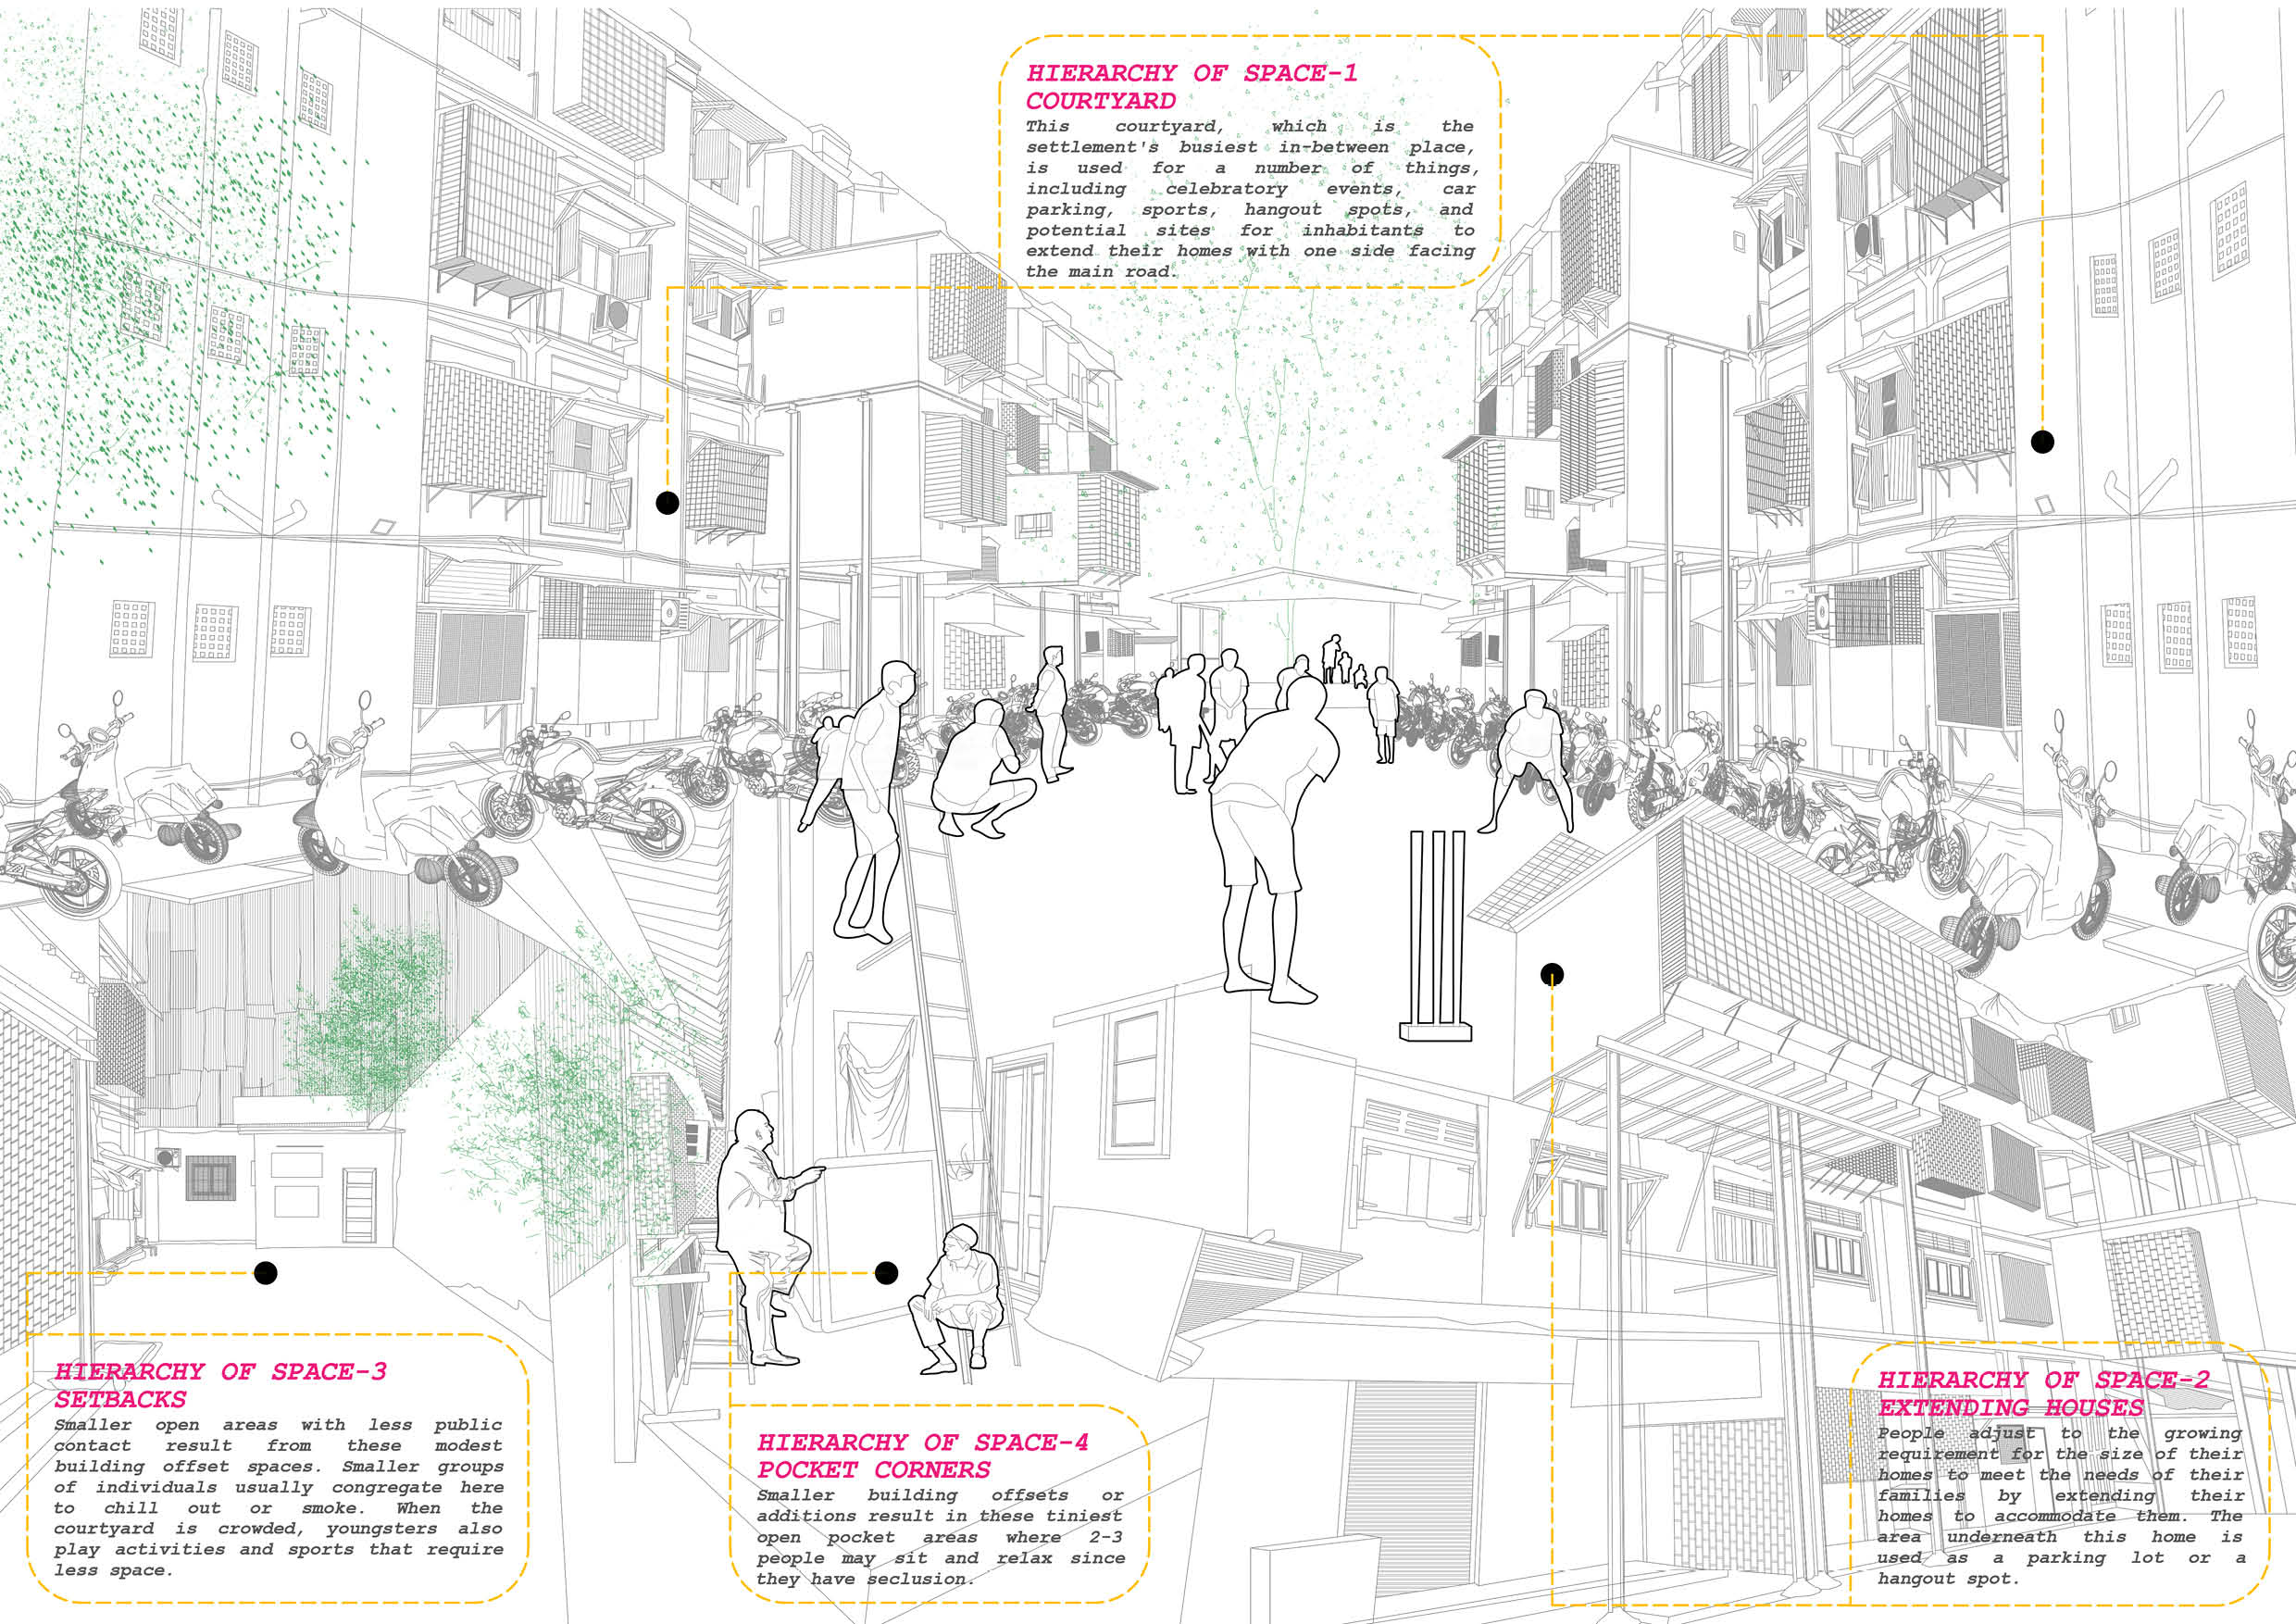 HIERARCHY OF SPACE-1
COURTYARD
This courtyard, which is the
settlement's busiest in-between place,
is used for a number of things,
including celebratory events, car
parking, sports, hangout spots, and
potential sites for inhabitants to
extend their homes with one side facing
the main road.
HIERARCHY OF SPACE-3
SETBACKS
Smaller open areas with less public
contact result from these modest
building offset spaces. Smaller groups
of individuals usually congregate here
to chill out or smoke. When the
courtyard is crowded, youngsters also
play activities and sports that require
less space.
HIERARCHY OF SPACE-4
POCKET CORNERS
Smaller building offsets or
additions result in these tiniest
open pocket areas where 2-3
people may sit and relax since
they have seclusion.
HIERARCHY OF SPACE-2
EXTENDING HOUSES
People adjust to the growing
requirement for the size of their
homes to meet the needs of their
families by extending their
homes to accommodate them. The
area underneath this home is
used as a parking lot or a
hangout spot.